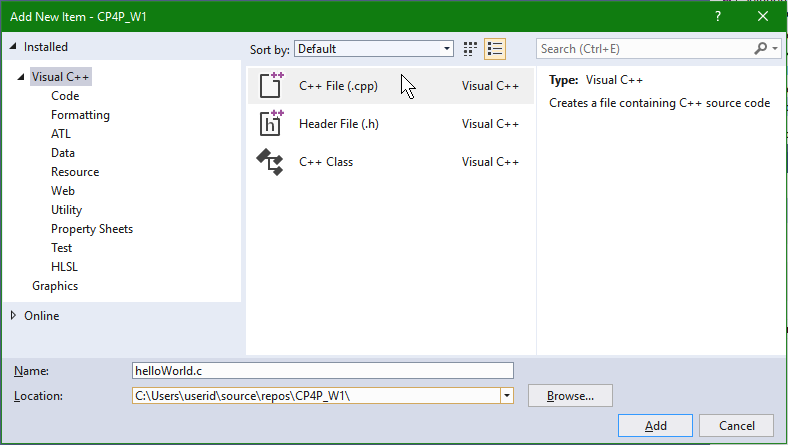 Add New Item - CP4P_W1
?
Installed
Sort by: Default
Search (Ctrl+E)
Visual C++
Code
Formatting
ATL
Data
Resource
Web
Utility
Property Sheets
Test
HLSL
Graphics
Online
++ C++ File (.cpp) Visual C++
h ++ Header File (.h) Visual C++
C++ Class Visual C++
Type: Visual C++
Creates a file containing C++ source code
Name: helloWorld.c
Location: C:\Users\userid\source\repos\CP4P_W1\
Browse...
Add Cancel